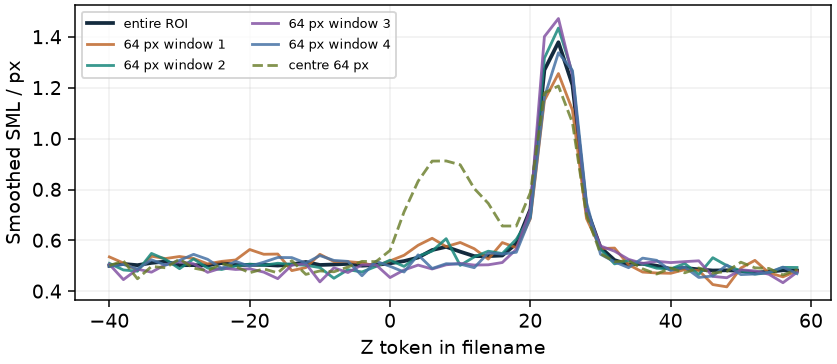 entire ROI
64 px window 1
64 px window 2
64 px window 3
64 px window 4
centre 64 px
Smoothed SML / px
1.4
1.2
1.0
0.8
0.6
0.4
−40
−20
0
20
40
60
Z token in filename